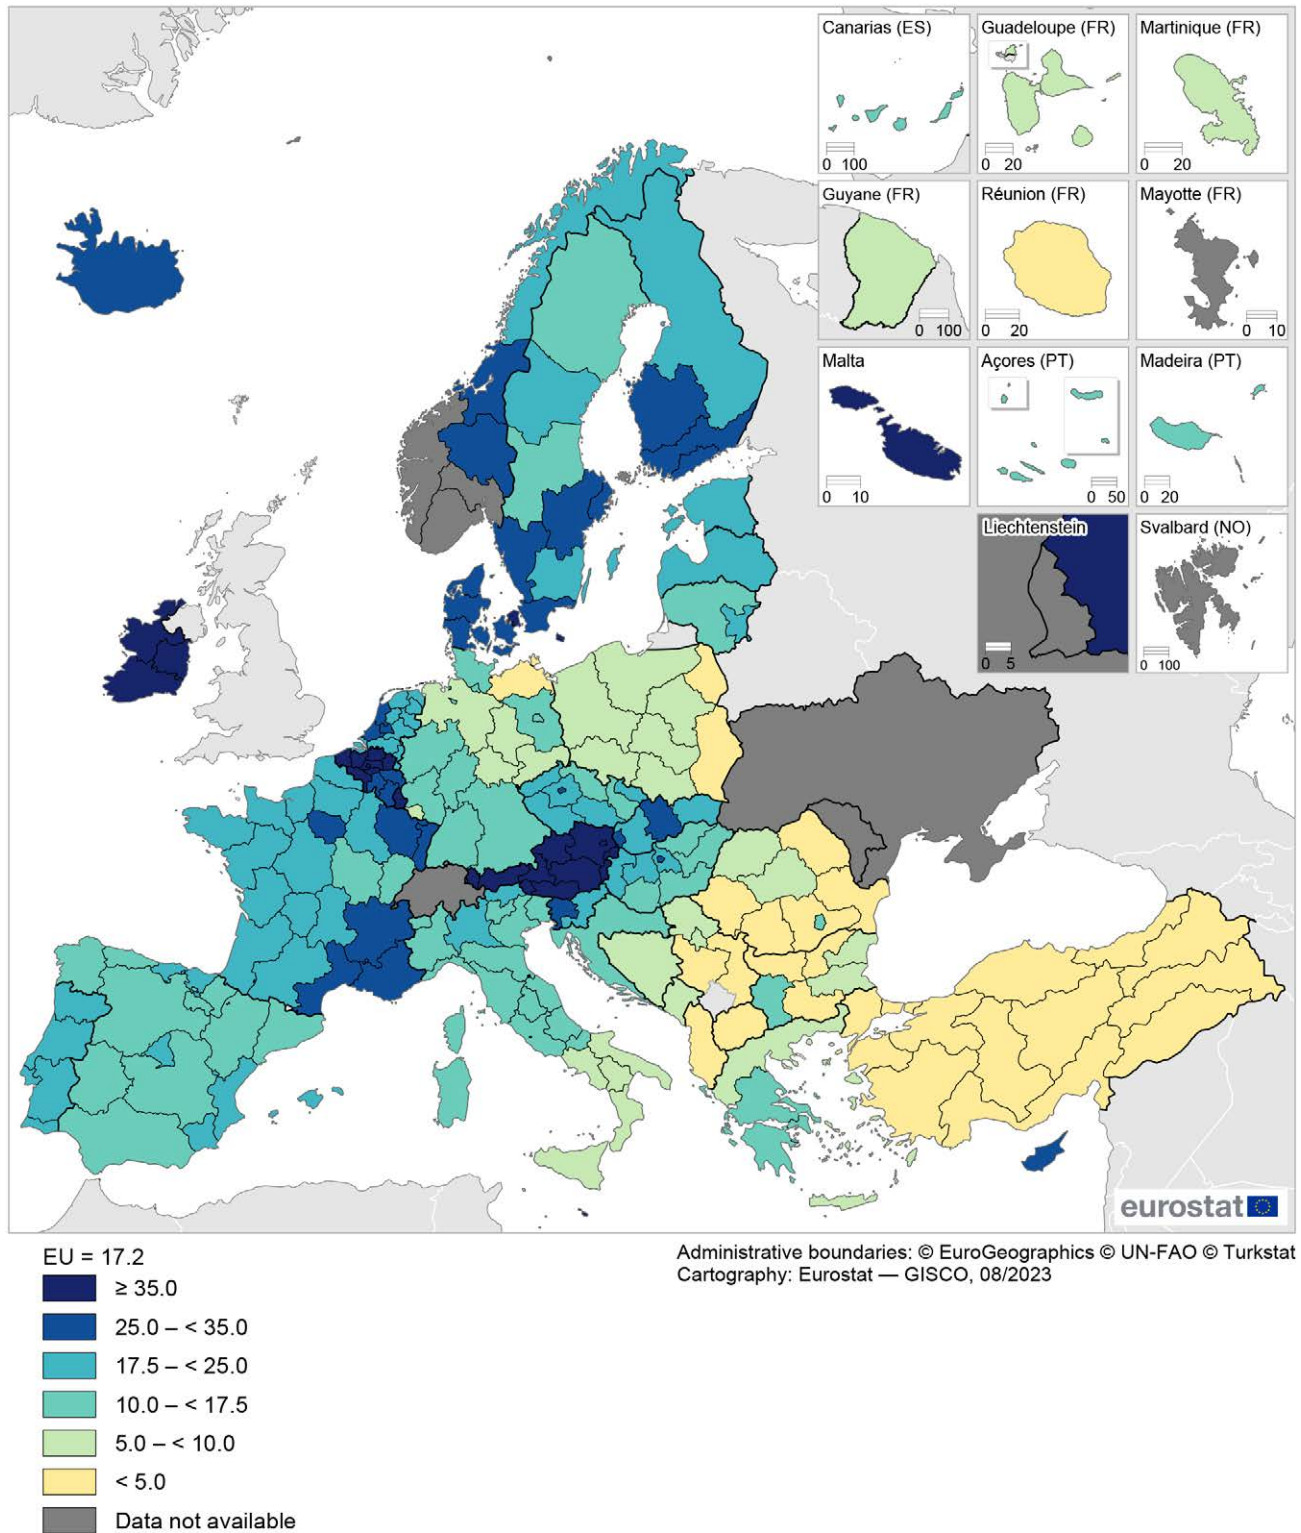 Canarias (ES)
0 100
Guadeloupe (FR)
0 20
Martinique (FR)
0 20
Guyane (FR)
0 100
Réunion (FR)
0 20
Mayotte (FR)
0 10
Malta
0 10
Açores (PT)
0 50
Madeira (PT)
0 20
Liechtenstein
0 5
Svalbard (NO)
0 100
eurostat
EU = 17.2
≥ 35.0
25.0 – < 35.0
17.5 – < 25.0
10.0 – < 17.5
5.0 – < 10.0
< 5.0
Data not available
Administrative boundaries: © EuroGeographics © UN-FAO © Turkstat
Cartography: Eurostat — GISCO, 08/2023